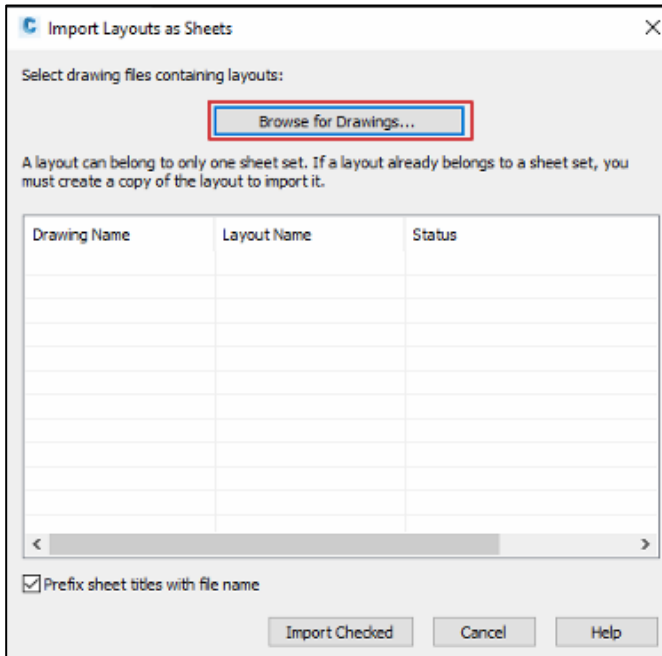 Import Layouts as Sheets
Select drawing files containing layouts:
Browse for Drawings...
A layout can belong to only one sheet set. If a layout already belongs to a sheet set, you
must create a copy of the layout to import it.
Drawing Name Layout Name Status
Prefix sheet titles with file name
Import Checked Cancel Help